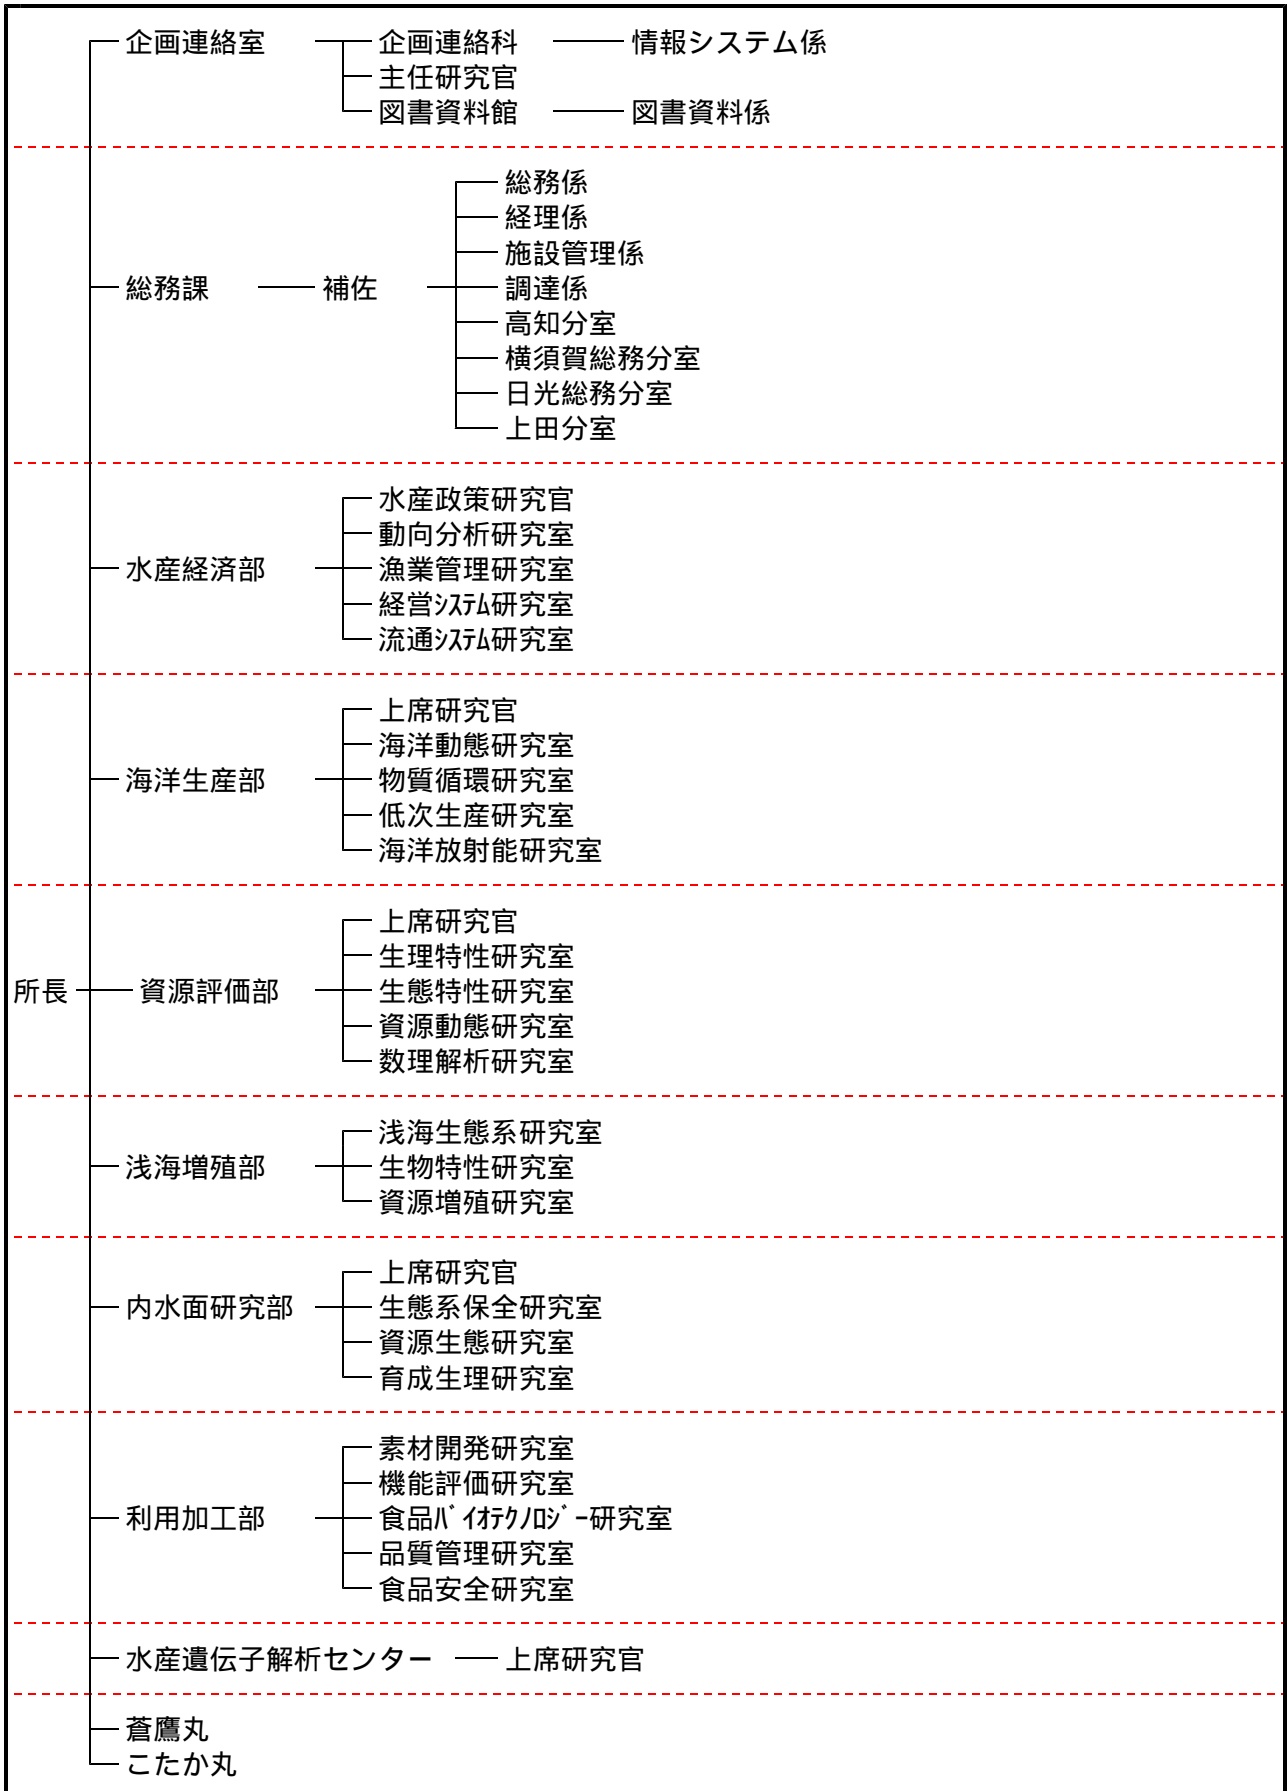 企画連絡室 企画連絡科 情報システム係
主任研究官
図書資料館 図書資料係
総務係
経理係
施設管理係
総務課 補佐 調達係
高知分室
横須賀総務分室
日光総務分室
上田分室
水産政策研究官
動向分析研究室
水産経済部 漁業管理研究室
経営ｼｽﾃﾑ研究室
流通ｼｽﾃﾑ研究室
上席研究官
海洋動態研究室
海洋生産部 物質循環研究室
低次生産研究室
海洋放射能研究室
上席研究官
生理特性研究室
所長 資源評価部 生態特性研究室
資源動態研究室
数理解析研究室
浅海生態系研究室
浅海増殖部 生物特性研究室
資源増殖研究室
上席研究官
内水面研究部 生態系保全研究室
資源生態研究室
育成生理研究室
素材開発研究室
機能評価研究室
利用加工部 食品ﾊﾞｲｵﾃｸﾉﾛｼﾞｰ研究室
品質管理研究室
食品安全研究室
水産遺伝子解析センター 上席研究官
蒼鷹丸
こたか丸